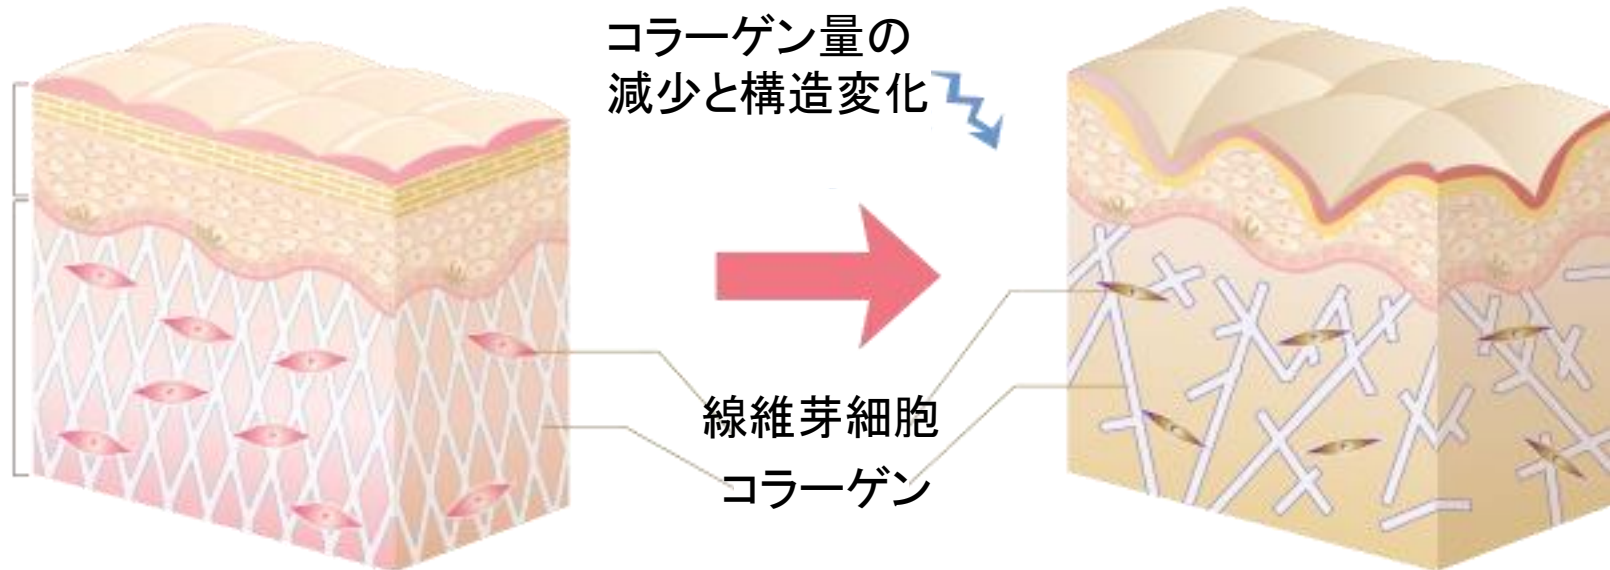 コラーゲン量の
減少と構造変化
線維芽細胞
コラーゲン